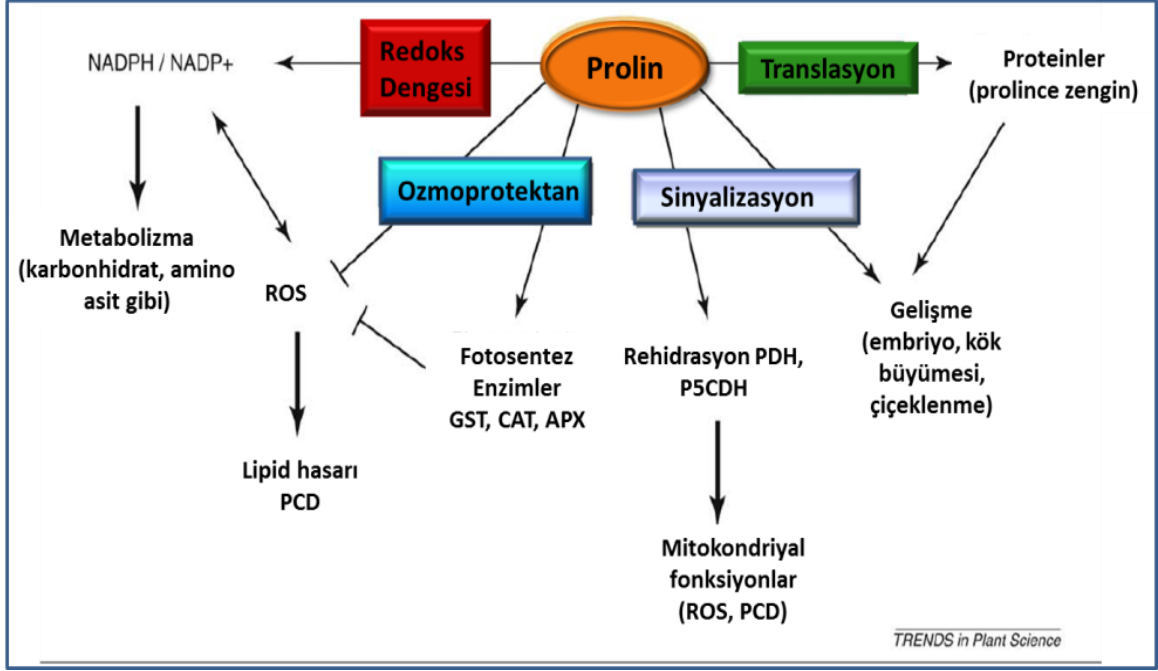 NADPH / NADP+
Redoks
Dengesi
Prolin
Translasyon
Proteinler
(prolince zengin)
Ozmoprotektan
Sinyalizasyon
Metabolizma
(karbonhidrat, amino
asit gibi)
ROS
Fotosentez
Enzimler
GST, CAT, APX
Rehidrasyon PDH,
P5CDH
Gelişme
(embriyo, kök
büyümesi,
çiçeklenme)
Lipid hasarı
PCD
Mitokondriyal
fonksiyonlar
(ROS, PCD)
TRENDS in Plant Science